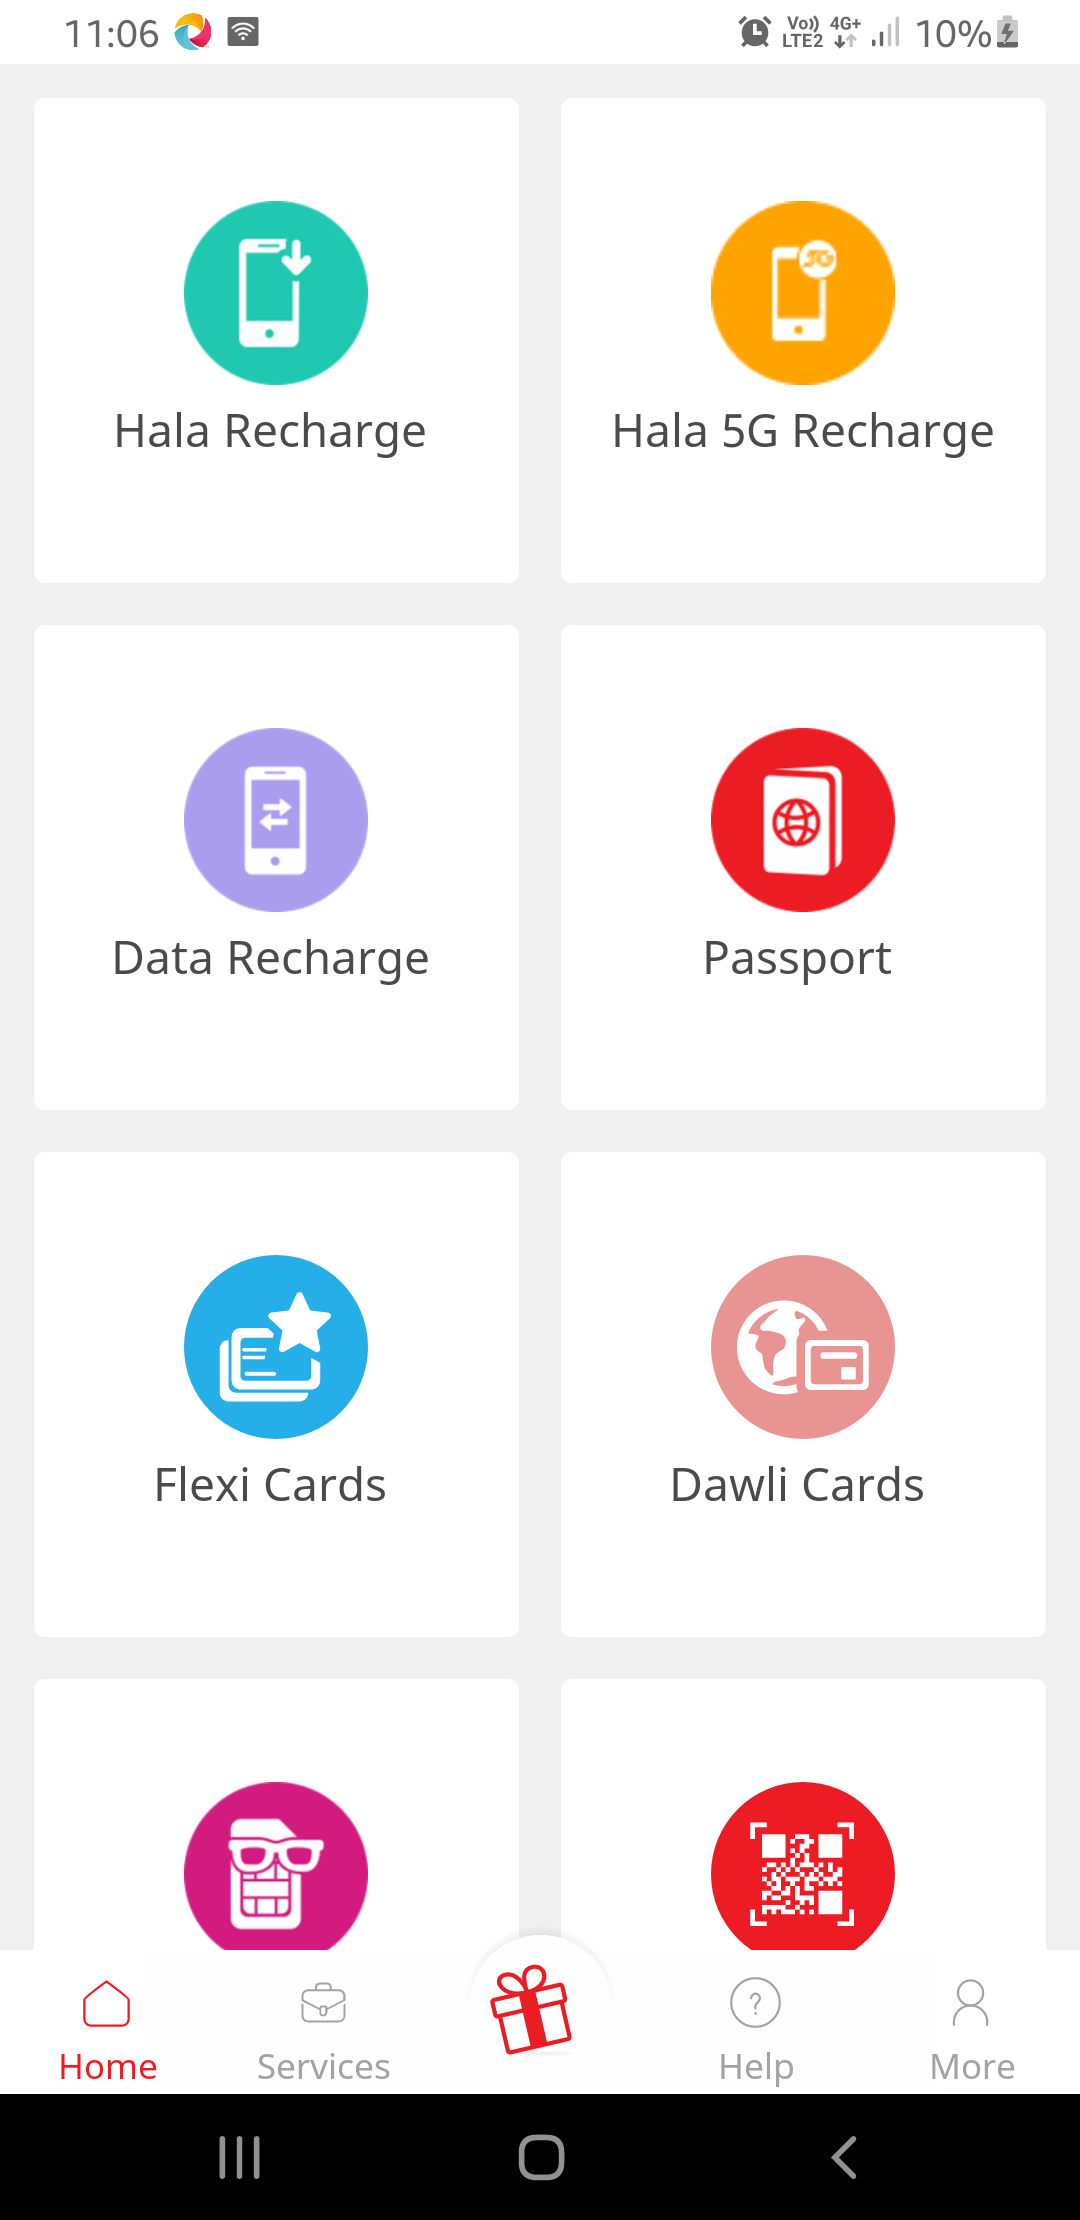 11:06 Vo)) LTE2 4G+ 10%
5G
Hala Recharge
Hala 5G Recharge
Data Recharge
Passport
Flexi Cards
Dawli Cards
?
Home
Services
Help
More